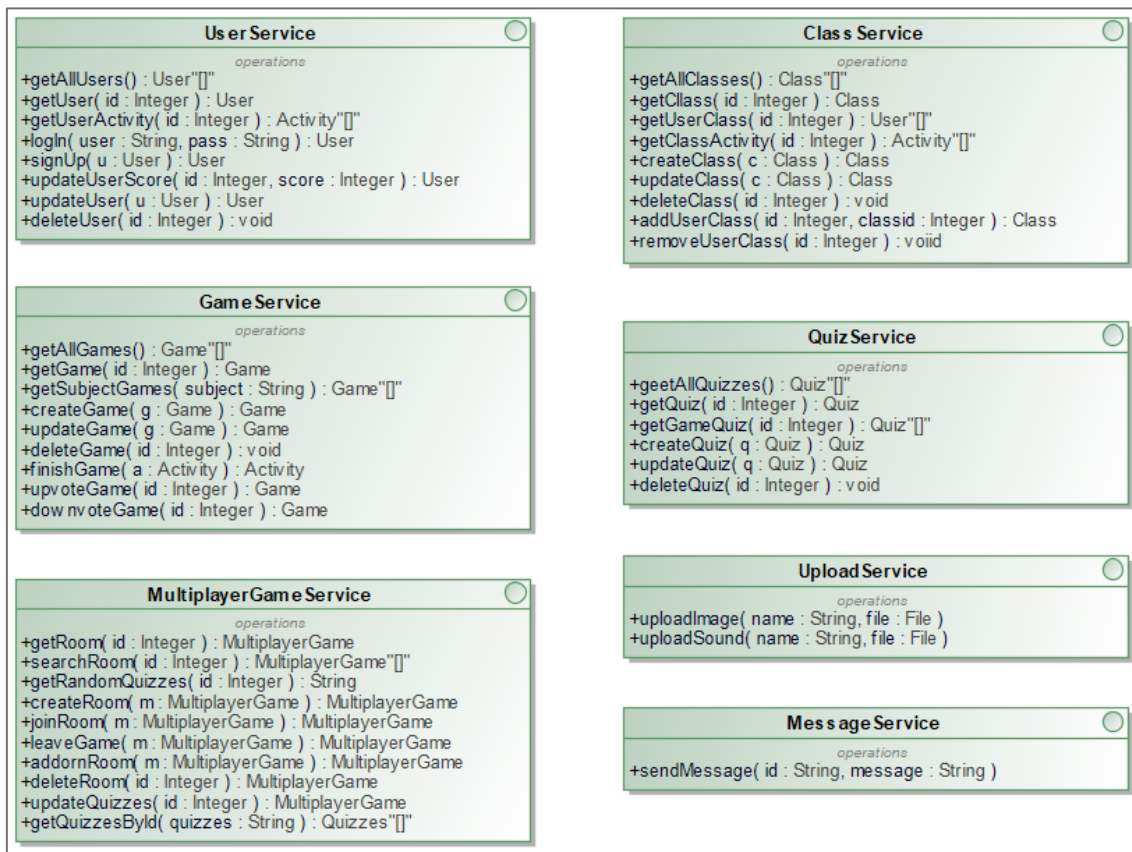 UserService
operations
+getAllUsers() : User"[]"
+getUser( id : Integer ) : User
+getUserActivity( id : Integer ) : Activity"[]"
+logIn( user : String, pass : String ) : User
+signUp( u : User ) : User
+updateUserScore( id : Integer, score : Integer ) : User
+updateUser( u : User ) : User
+deleteUser( id : Integer ) : void
ClassService
operations
+getAllClasses() : Class"[]"
+getCllass( id : Integer ) : Class
+getUserClass( id : Integer ) : User"[]"
+getClassActivity( id : Integer ) : Activity"[]"
+createClass( c : Class ) : Class
+updateClass( c : Class ) : Class
+deleteClass( id : Integer ) : void
+addUserClass( id : Integer, classid : Integer ) : Class
+removeUserClass( id : Integer ) : voiid
GameService
operations
+getAllGames() : Game"[]"
+getGame( id : Integer ) : Game
+getSubjectGames( subject : String ) : Game"[]"
+createGame( g : Game ) : Game
+updateGame( g : Game ) : Game
+deleteGame( id : Integer ) : void
+finishGame( a : Activity ) : Activity
+upvoteGame( id : Integer ) : Game
+downvoteGame( id : Integer ) : Game
QuizService
operations
+geetAllQuizzes() : Quiz"[]"
+getQuiz( id : Integer ) : Quiz
+getGameQuiz( id : Integer ) : Quiz"[]"
+createQuiz( q : Quiz ) : Quiz
+updateQuiz( q : Quiz ) : Quiz
+deleteQuiz( id : Integer ) : void
MultiplayerGameService
operations
+getRoom( id : Integer ) : MultiplayerGame
+searchRoom( id : Integer ) : MultiplayerGame"[]"
+getRandomQuizzes( id : Integer ) : String
+createRoom( m : MultiplayerGame ) : MultiplayerGame
+joinRoom( m : MultiplayerGame ) : MultiplayerGame
+leaveGame( m : MultiplayerGame ) : MultiplayerGame
+addornRoom( m : MultiplayerGame ) : MultiplayerGame
+deleteRoom( id : Integer ) : MultiplayerGame
+updateQuizzes( id : Integer ) : MultiplayerGame
+getQuizzesById( quizzes : String ) : Quizzes"[]"
UploadService
operations
+uploadImage( name : String, file : File )
+uploadSound( name : String, file : File )
MessageService
operations
+sendMessage( id : String, message : String )